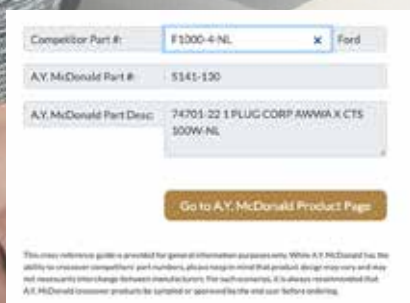 Competitor Part #: F1000-4-NL x Ford
A.Y. McDonald Part #: 5141-130
A.Y. McDonald Part Desc: 74701-22 1 PLUG CORP AWWA X CTS
100W-NL
Go to A.Y. McDonald Product Page
This cross reference guide is provided for general information purposes only. While A.Y. McDonald has the
ability to crossover competitors' part numbers, please keep in mind that product design may vary and may
not necessarily interchange between manufacturers. For such scenarios, it is always recommended that
A.Y. McDonald crossover products be sampled or approved by the end user before ordering.